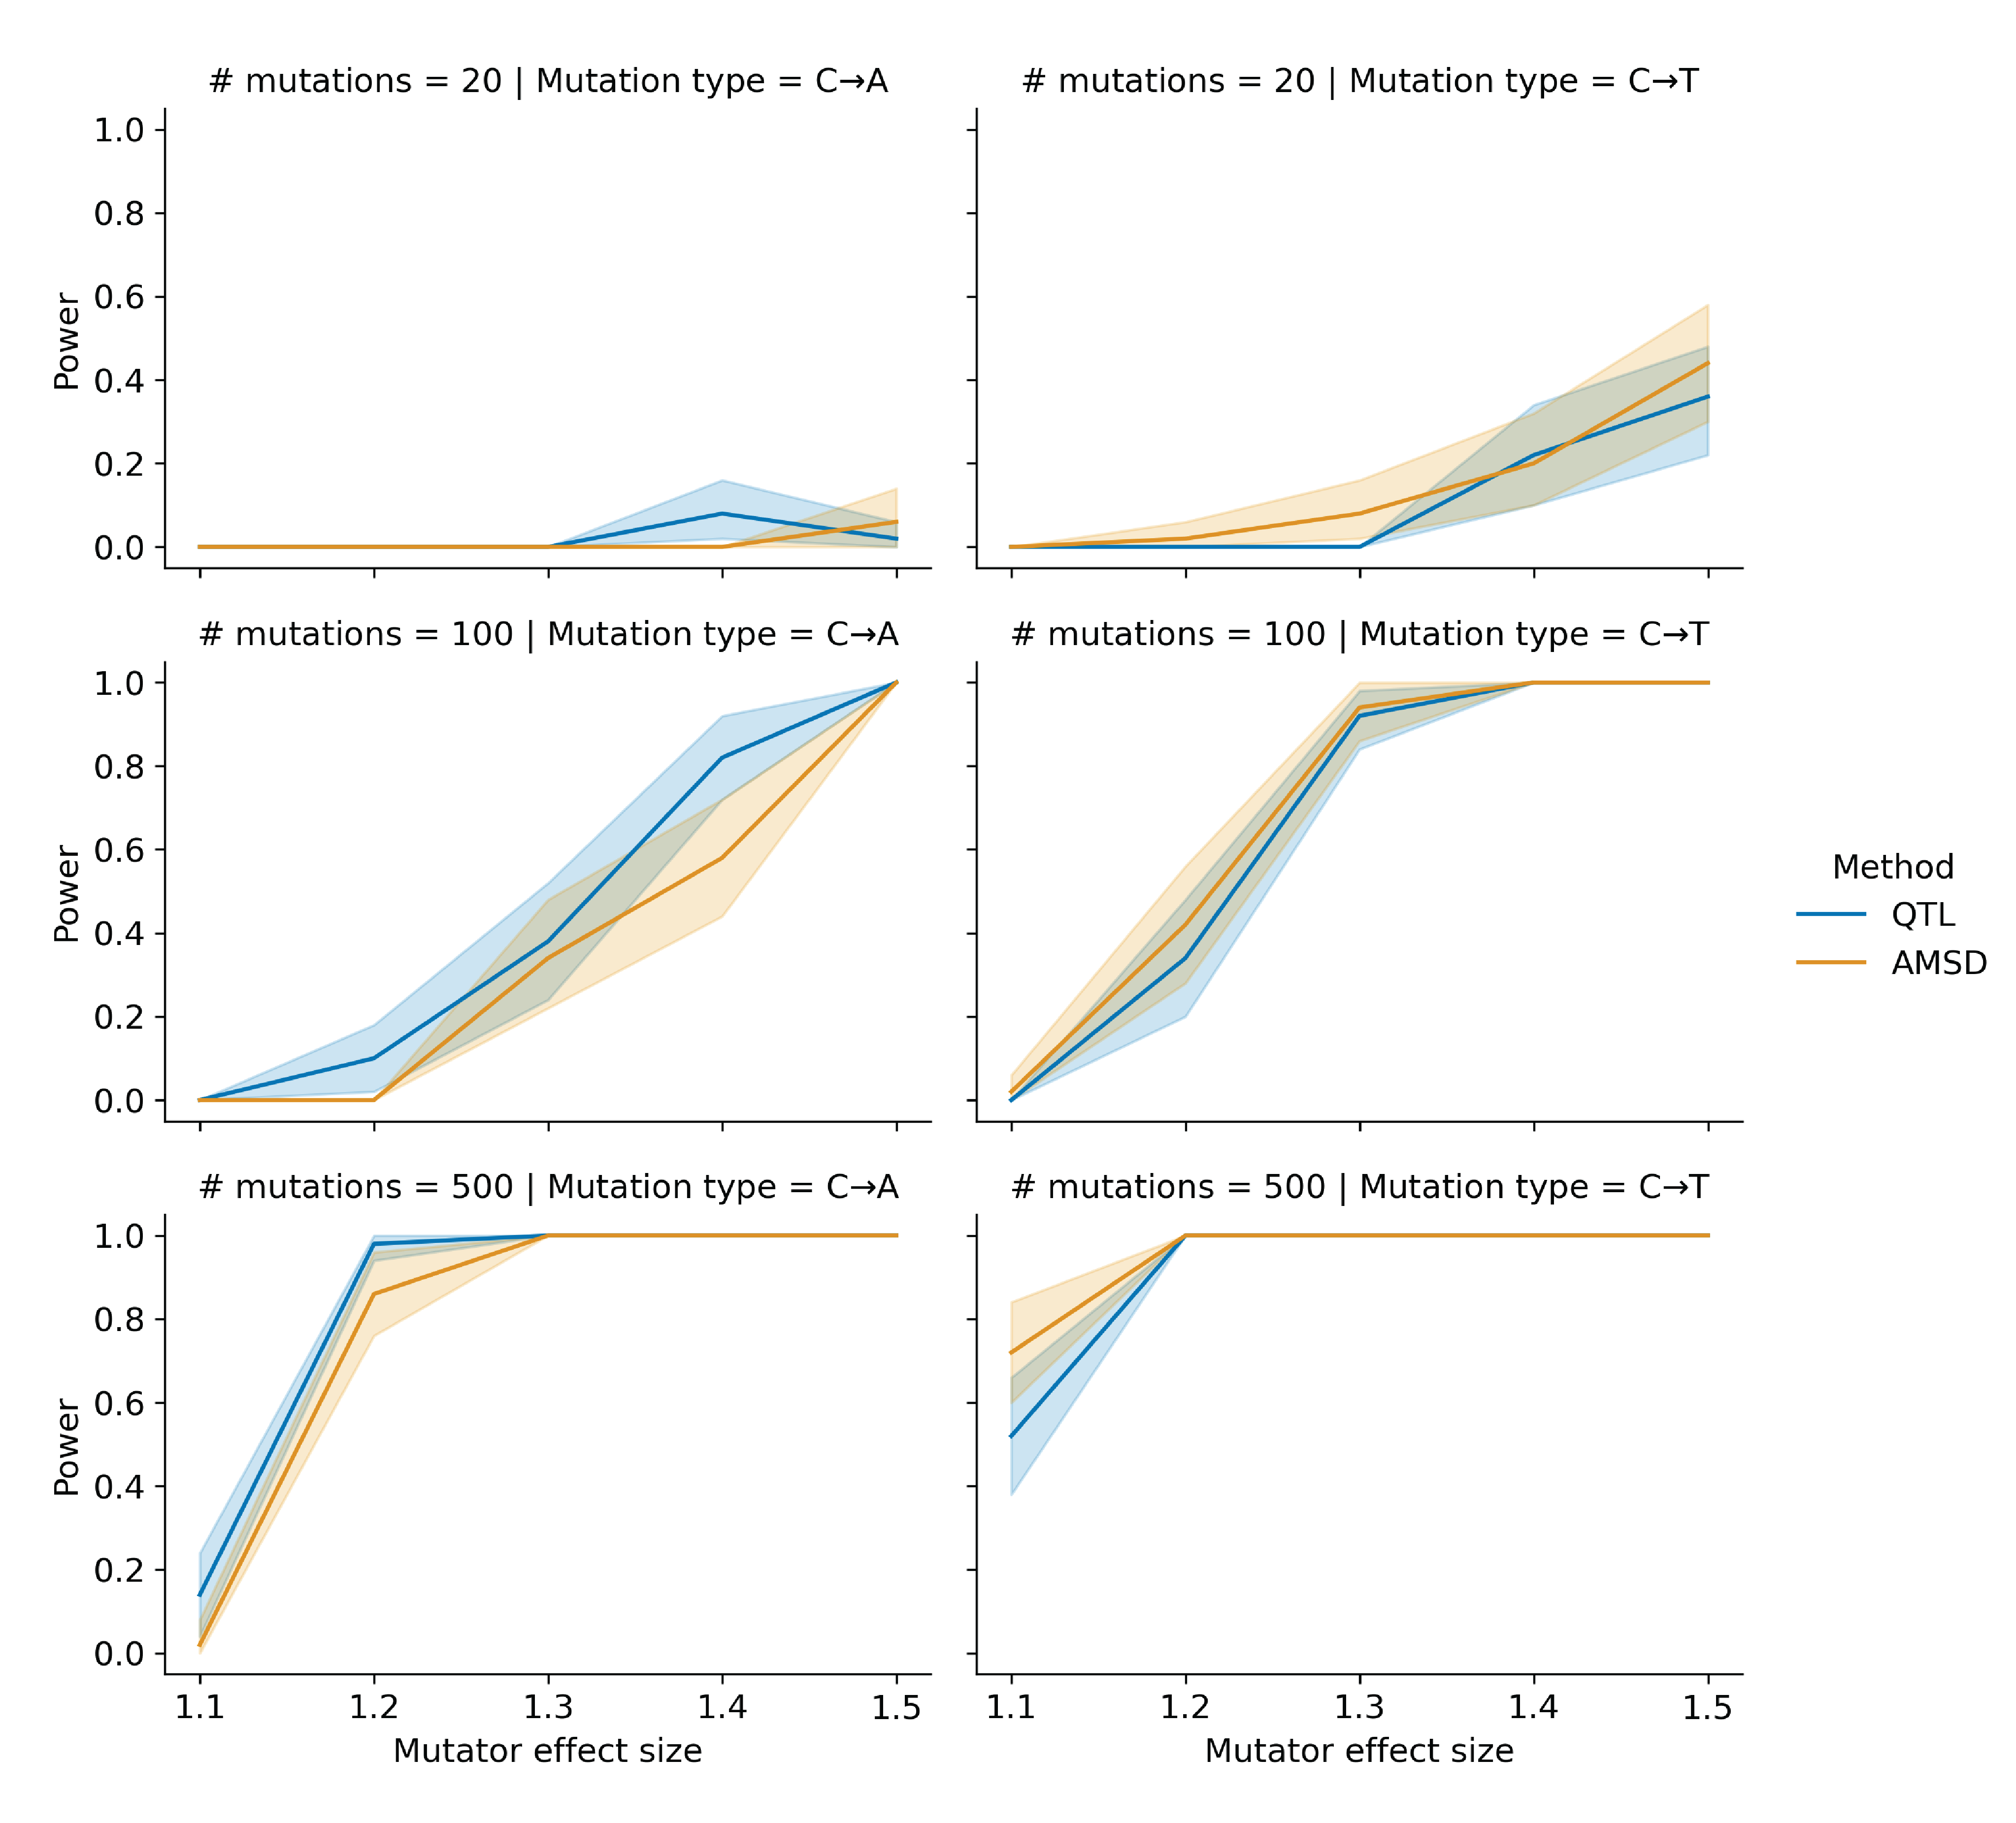 # mutations = 20 | Mutation type = C→A
# mutations = 20 | Mutation type = C→T
1.0
0.8
0.6
0.4
0.2
0.0
Power
# mutations = 100 | Mutation type = C→A
# mutations = 100 | Mutation type = C→T
1.0
0.8
0.6
0.4
0.2
0.0
Power
Method
QTL
AMSD
# mutations = 500 | Mutation type = C→A
# mutations = 500 | Mutation type = C→T
1.0
0.8
0.6
0.4
0.2
0.0
Power
1.1 1.2 1.3 1.4 1.5
Mutator effect size
1.1 1.2 1.3 1.4 1.5
Mutator effect size